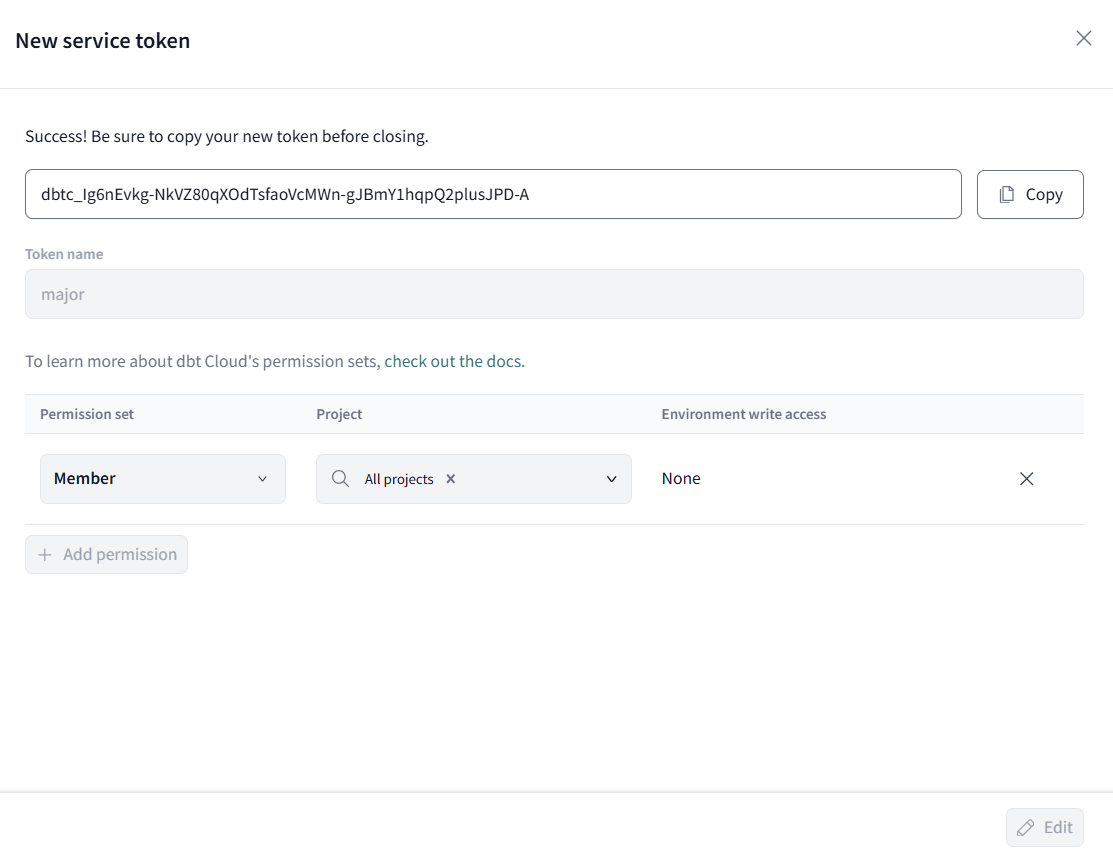 New service token
Success! Be sure to copy your new token before closing.
dbtc_Ig6nEvkg-NkVZ80qXOdTsfaoVcMWn-gJBmY1hqpQ2plusJPD-A
Copy
Token name
major
To learn more about dbt Cloud's permission sets, check out the docs.
Permission set Project Environment write access
Member All projects None
Add permission
Edit